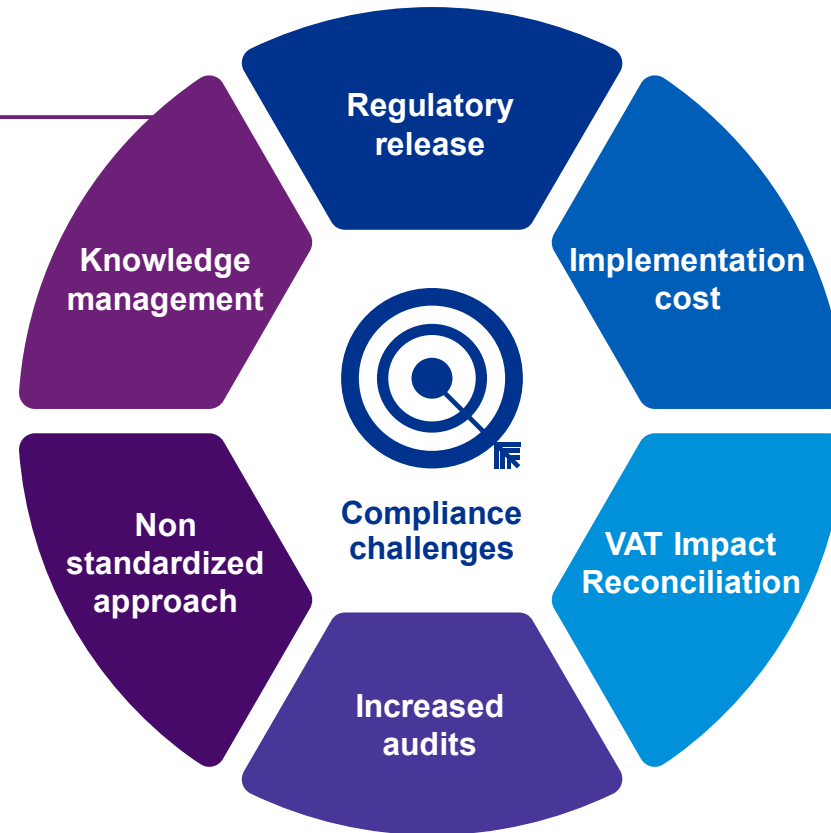 Regulatory
release
Implementation
cost
VAT Impact
Reconciliation
Increased
audits
Non
standardized
approach
Knowledge
management
Compliance
challenges